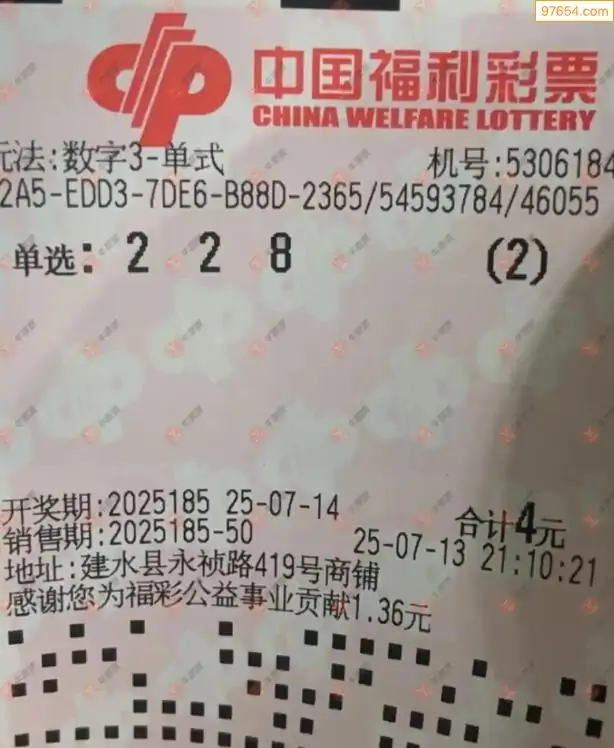 97654.com
中国福利彩票
CHINA WELFARE LOTTERY
玩法:数字3-单式 机号:5306184
2A5-EDD3-7DE6-B88D-2365/54593784/46055
单选: 2 2 8 (2)
开奖期:2025185 25-07-14 合计4元
销售期:2025185-50 25-07-13 21:10:21
地址:建水县永祯路419号商铺
感谢您为福彩公益事业贡献1.36元